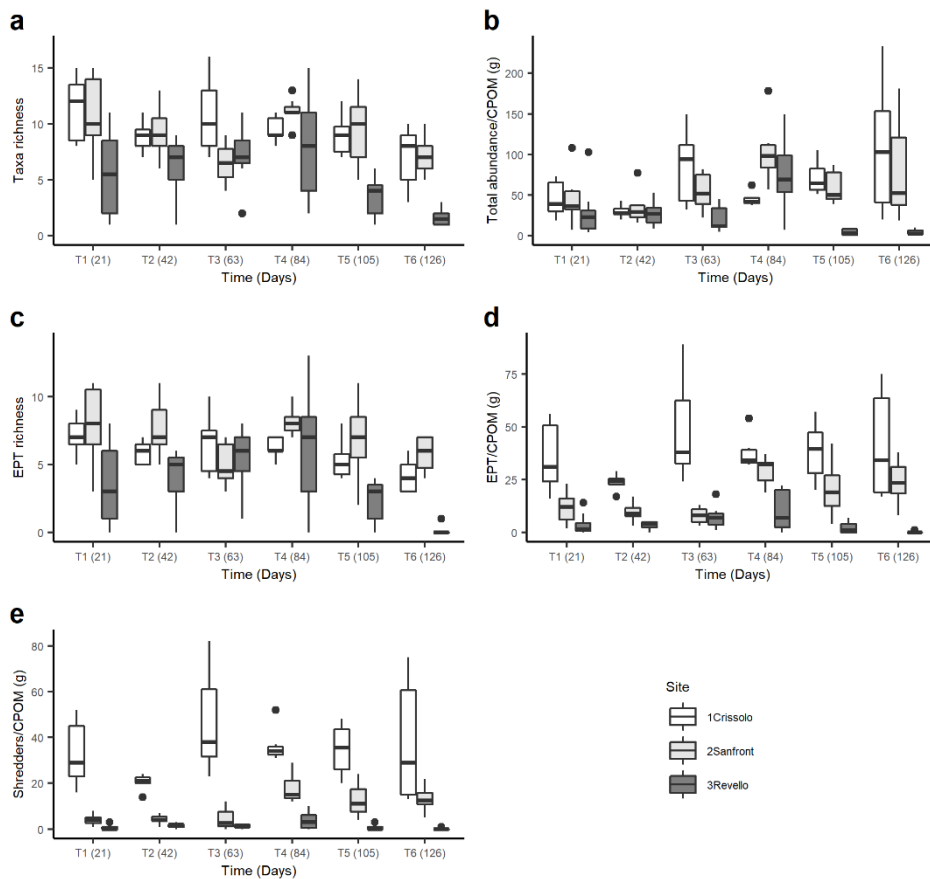 a
Taxa richness
15
10
5
0
T1 (21) T2 (42) T3 (63) T4 (84) T5 (105) T6 (126)
Time (Days)
b
Total abundance/CPOM (g)
200
150
100
50
0
T1 (21) T2 (42) T3 (63) T4 (84) T5 (105) T6 (126)
Time (Days)
c
EPT richness
10
5
0
T1 (21) T2 (42) T3 (63) T4 (84) T5 (105) T6 (126)
Time (Days)
d
EPT/CPOM (g)
75
50
25
0
T1 (21) T2 (42) T3 (63) T4 (84) T5 (105) T6 (126)
Time (Days)
e
Shredders/CPOM (g)
80
60
40
20
0
T1 (21) T2 (42) T3 (63) T4 (84) T5 (105) T6 (126)
Time (Days)
Site
1Crissolo
2Sanfront
3Revello